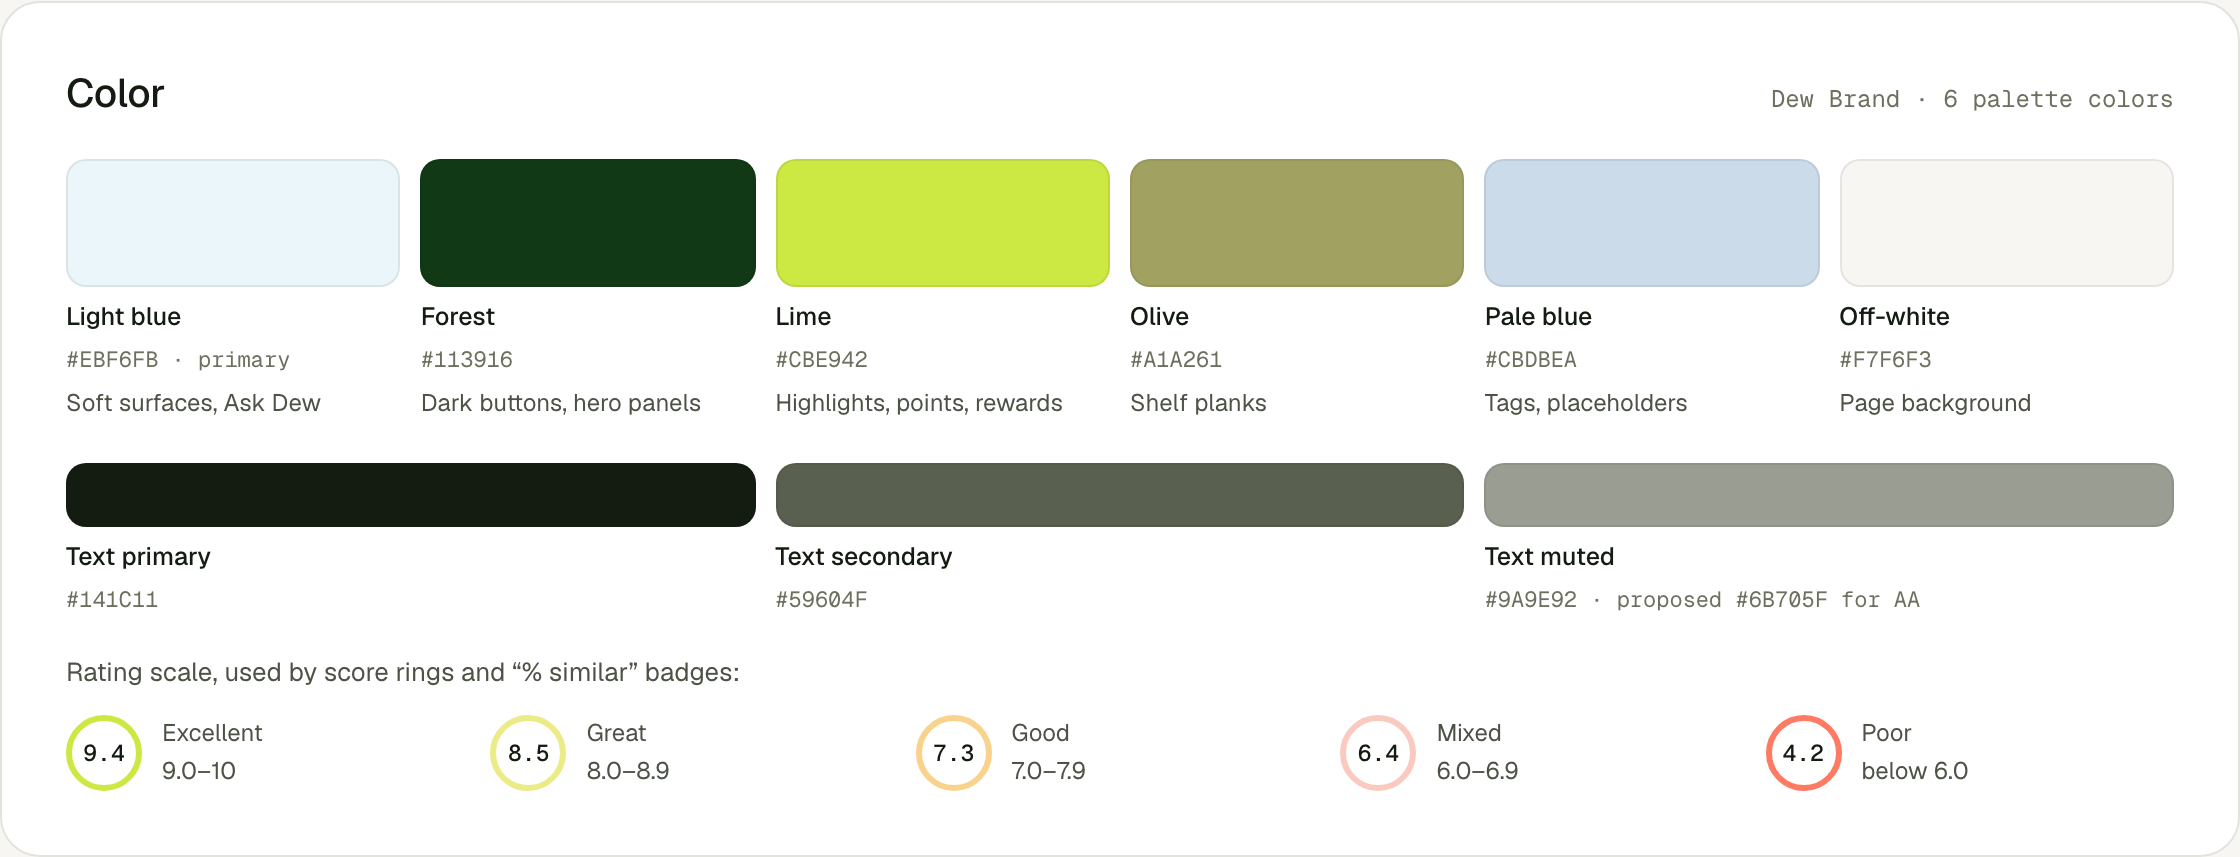 Color
Dew Brand · 6 palette colors
Light blue
#EBF6FB · primary
Soft surfaces, Ask Dew
Forest
#113916
Dark buttons, hero panels
Lime
#CBE942
Highlights, points, rewards
Olive
#A1A261
Shelf planks
Pale blue
#CBDBEA
Tags, placeholders
Off-white
#F7F6F3
Page background
Text primary
#141C11
Text secondary
#59604F
Text muted
#9A9E92 · proposed #6B705F for AA
Rating scale, used by score rings and “% similar” badges:
9.4
Excellent
9.0–10
8.5
Great
8.0–8.9
7.3
Good
7.0–7.9
6.4
Mixed
6.0–6.9
4.2
Poor
below 6.0